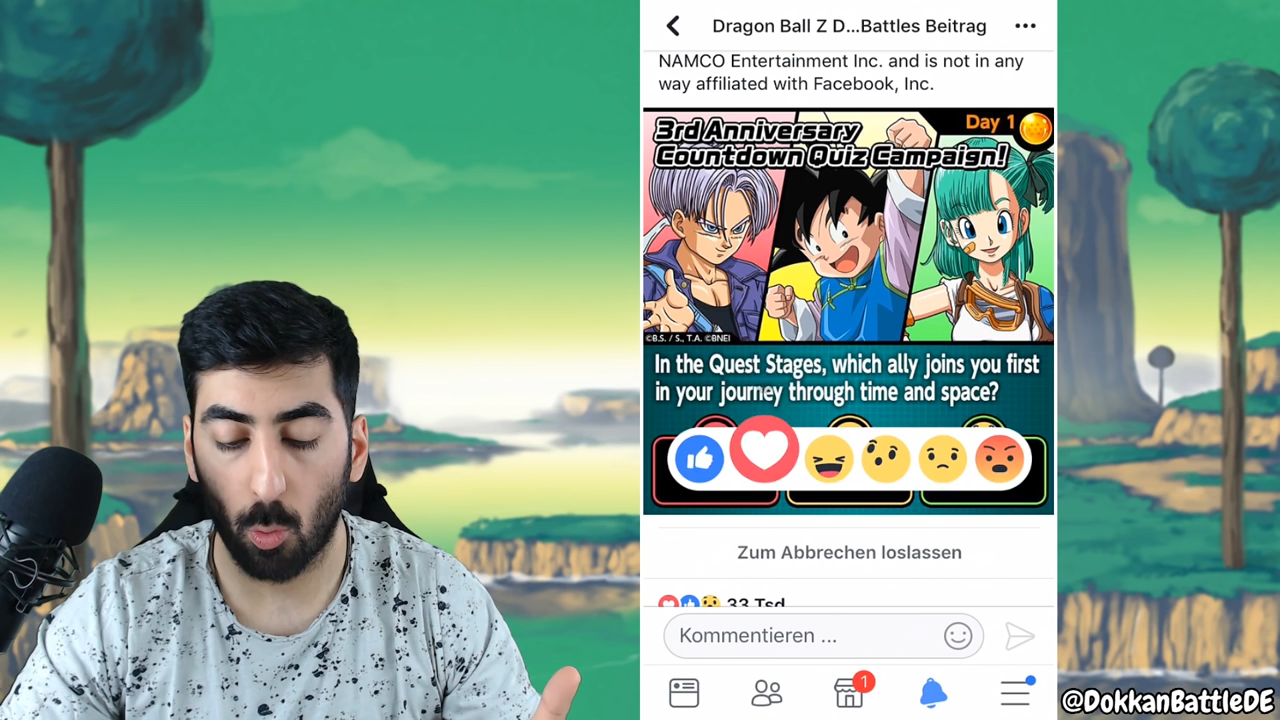 Dragon Ball Z D...Battles Beitrag
NAMCO Entertainment Inc. and is not in any
way affiliated with Facebook, Inc.
3rd Anniversary
Countdown Quiz Campaign!
Day 1
©B.S. / S., T.A. ©BNEI
In the Quest Stages, which ally joins you first
in your journey through time and space?
Zum Abbrechen loslassen
33 Tsd
Kommentieren ...
1
@DokkanBattleDE